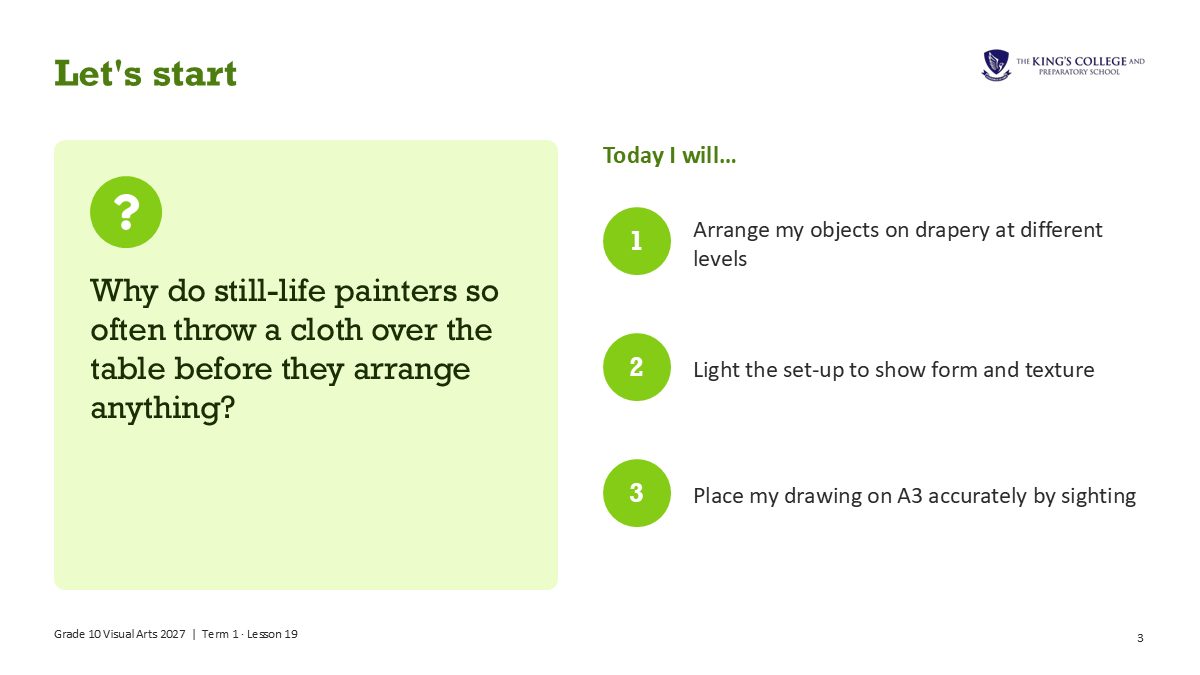 Let's start
THE KING'S COLLEGE AND
PREPARATORY SCHOOL
?
Why do still-life painters so
often throw a cloth over the
table before they arrange
anything?
Today I will...
1
Arrange my objects on drapery at different
levels
2
Light the set-up to show form and texture
3
Place my drawing on A3 accurately by sighting
Grade 10 Visual Arts 2027 | Term 1 · Lesson 19
3